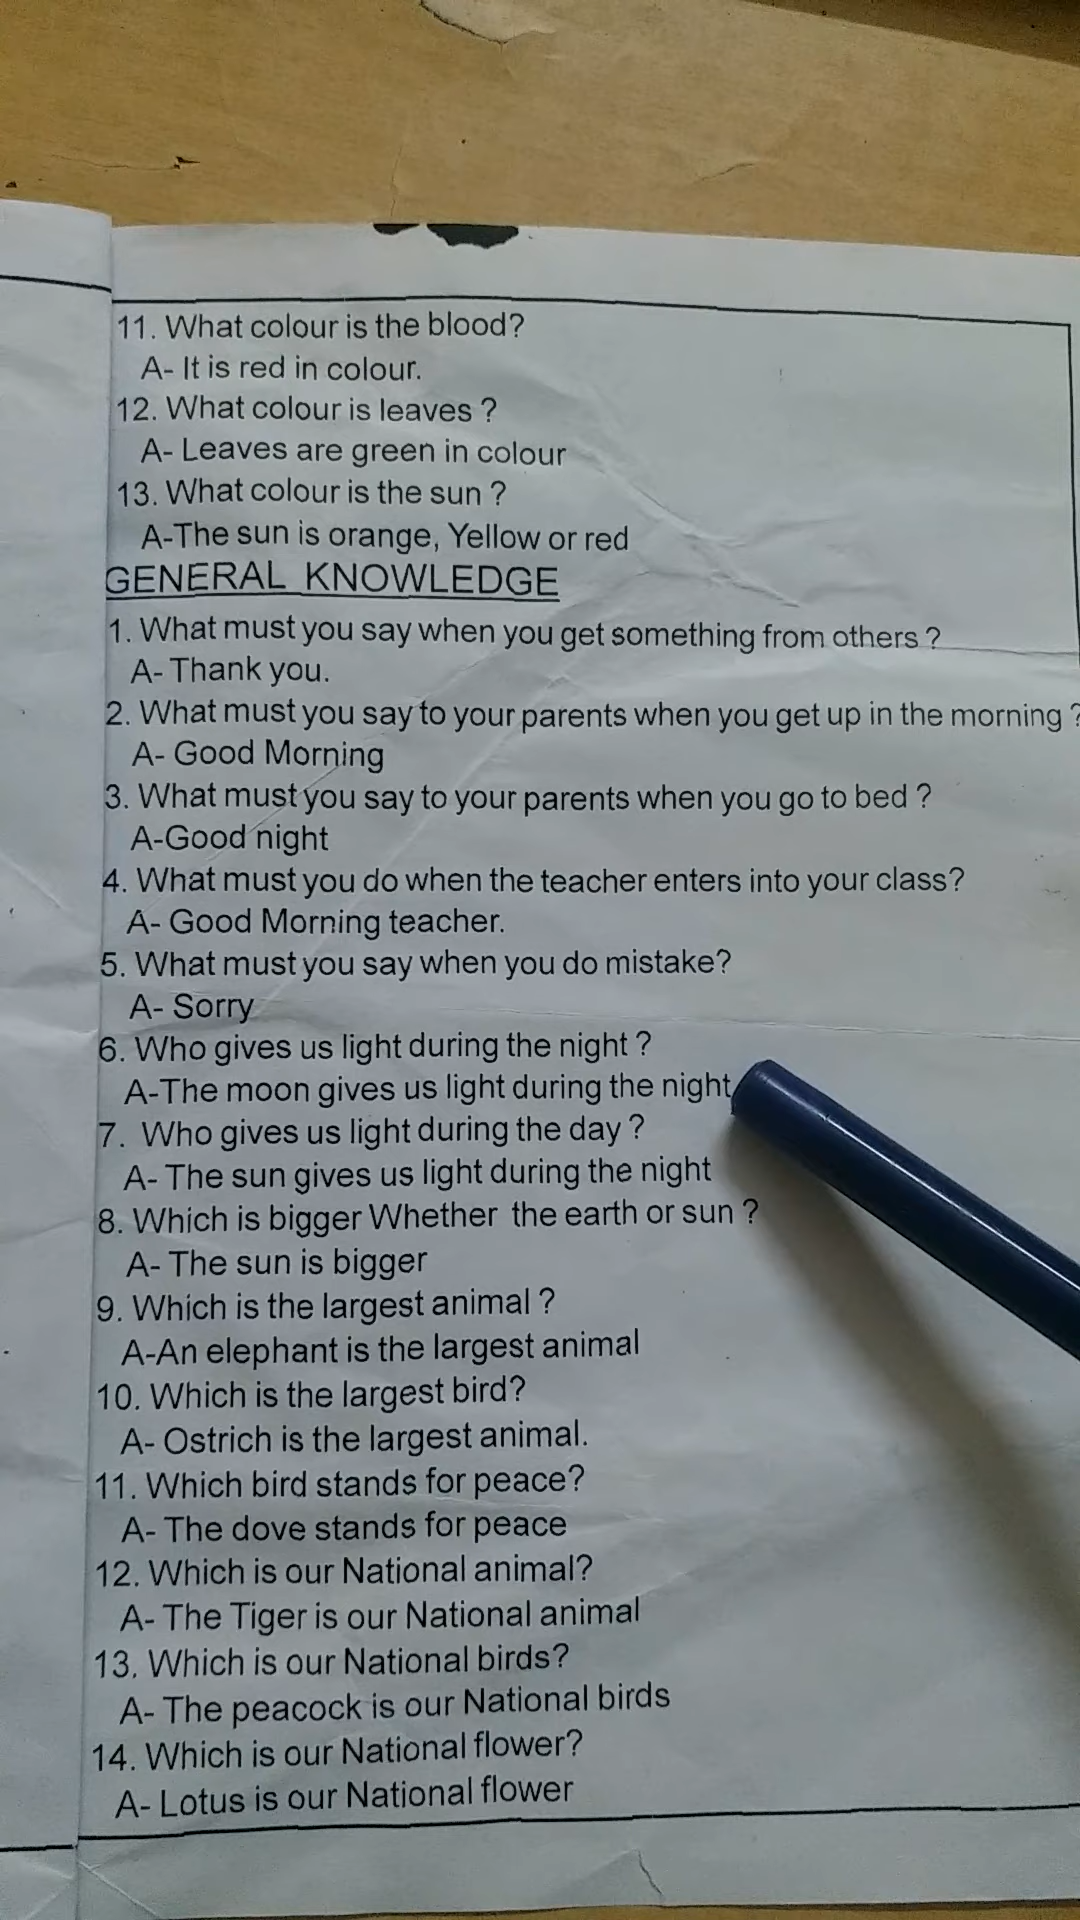 11. What colour is the blood?
A- It is red in colour.
12. What colour is leaves ?
A- Leaves are green in colour
13. What colour is the sun ?
A-The sun is orange, Yellow or red
GENERAL KNOWLEDGE
1. What must you say when you get something from others ?
A- Thank you.
2. What must you say to your parents when you get up in the morning ?
A- Good Morning
3. What must you say to your parents when you go to bed ?
A-Good night
4. What must you do when the teacher enters into your class?
A- Good Morning teacher.
5. What must you say when you do mistake?
A- Sorry
6. Who gives us light during the night ?
A-The moon gives us light during the night
7. Who gives us light during the day ?
A- The sun gives us light during the night
8. Which is bigger Whether the earth or sun ?
A- The sun is bigger
9. Which is the largest animal ?
A-An elephant is the largest animal
10. Which is the largest bird?
A- Ostrich is the largest animal.
11. Which bird stands for peace?
A- The dove stands for peace
12. Which is our National animal?
A- The Tiger is our National animal
13. Which is our National birds?
A- The peacock is our National birds
14. Which is our National flower?
A- Lotus is our National flower